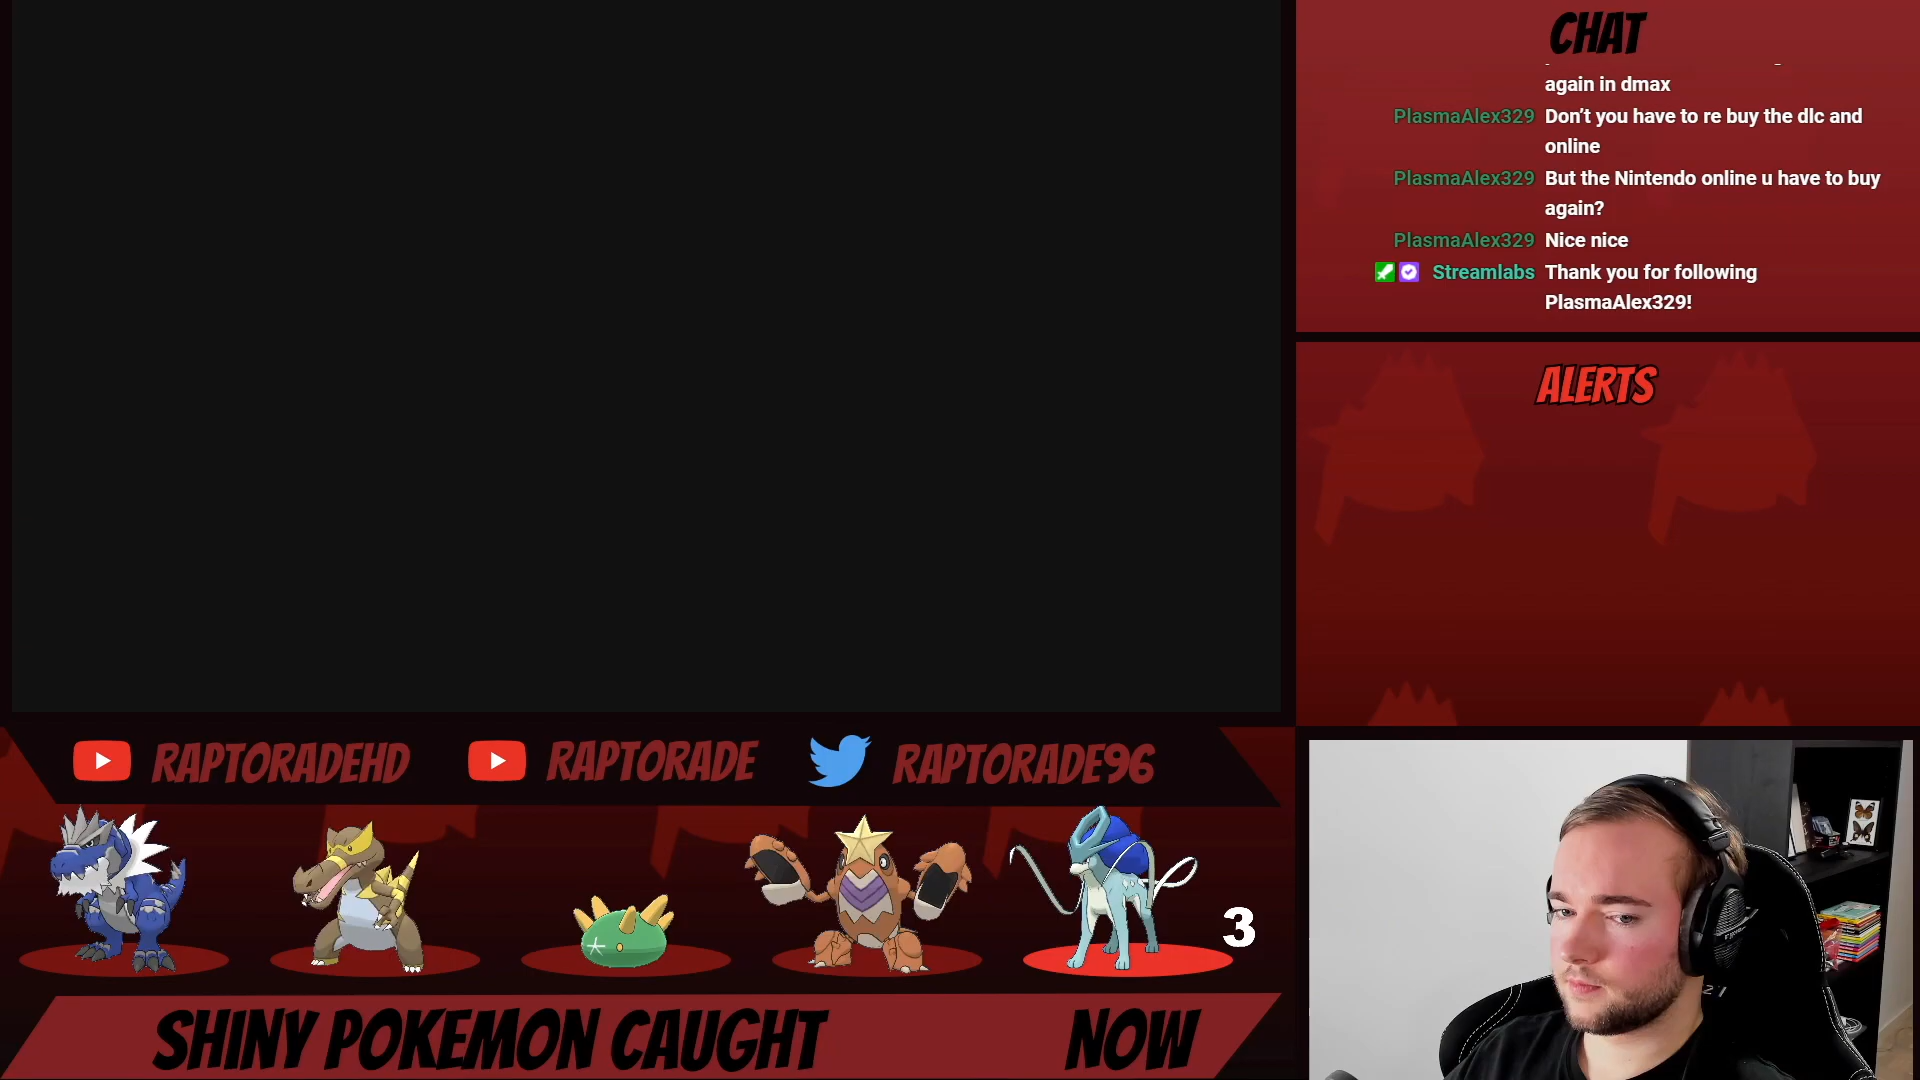 CHAT
again in dmax
PlasmaAlex329 Don’t you have to re buy the dlc and
online
PlasmaAlex329 But the Nintendo online u have to buy
again?
PlasmaAlex329 Nice nice
Streamlabs Thank you for following
PlasmaAlex329!
ALERTS
RAPTORADEHD RAPTORADE RAPTORADE96
3
SHINY POKEMON CAUGHT NOW